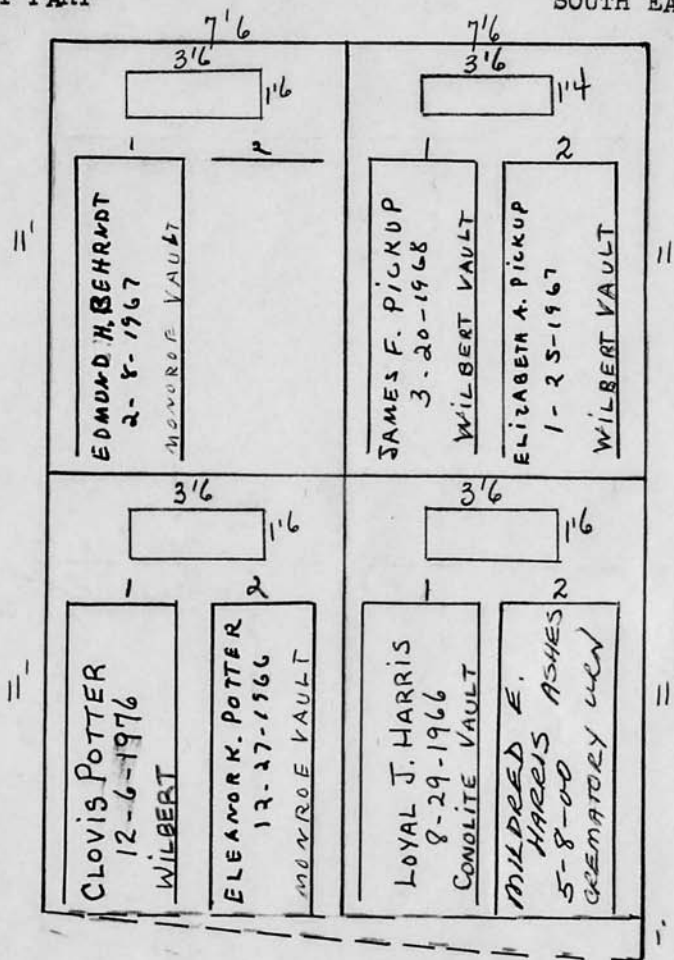 PART
SOUTH EA
7'6
7'6
3'6
1'6
3'6
1'4
1
2
EDMUND H. BEHRNDT
2-8-1967
MONOROE VAULT
1
2
JAMES F. PICKUP
3-20-1968
WILBERT VAULT
ELIZABETH A. PICKUP
1-25-1967
WILBERT VAULT
11'
11
3'6
1'6
3'6
1'6
1
2
CLOVIS POTTER
12-6-1976
WILBERT
ELEANOR K. POTTER
12-27-1966
MONROE VAULT
1
2
LOYAL J. HARRIS
8-29-1966
CONOLITE VAULT
MILDRED E.
HARRIS ASHES
5-8-00
CREMATORY URN
11
11
1'